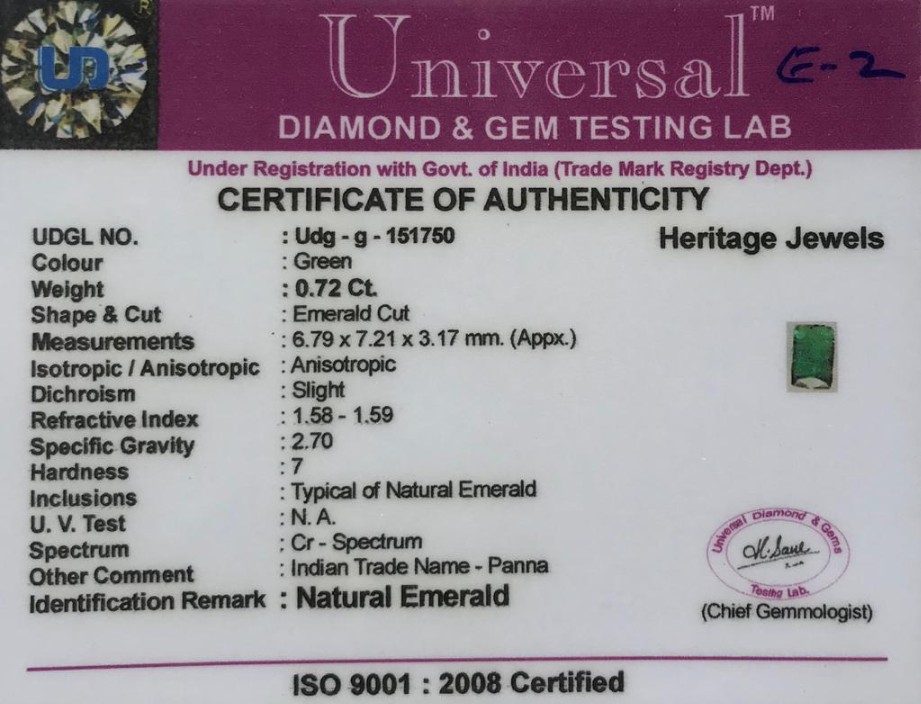 UD
R
Universal™
E-2
DIAMOND & GEM TESTING LAB
Under Registration with Govt. of India (Trade Mark Registry Dept.)
CERTIFICATE OF AUTHENTICITY
UDGL NO. : Udg - g - 151750
Heritage Jewels
Colour : Green
Weight : 0.72 Ct.
Shape & Cut : Emerald Cut
Measurements : 6.79 x 7.21 x 3.17 mm. (Appx.)
Isotropic / Anisotropic : Anisotropic
Dichroism : Slight
Refractive Index : 1.58 - 1.59
Specific Gravity : 2.70
Hardness : 7
Inclusions : Typical of Natural Emerald
U. V. Test : N. A.
Spectrum : Cr - Spectrum
Other Comment : Indian Trade Name - Panna
Identification Remark : Natural Emerald
Universal Diamond & Gems
Testing Lab.
(Chief Gemmologist)
ISO 9001 : 2008 Certified